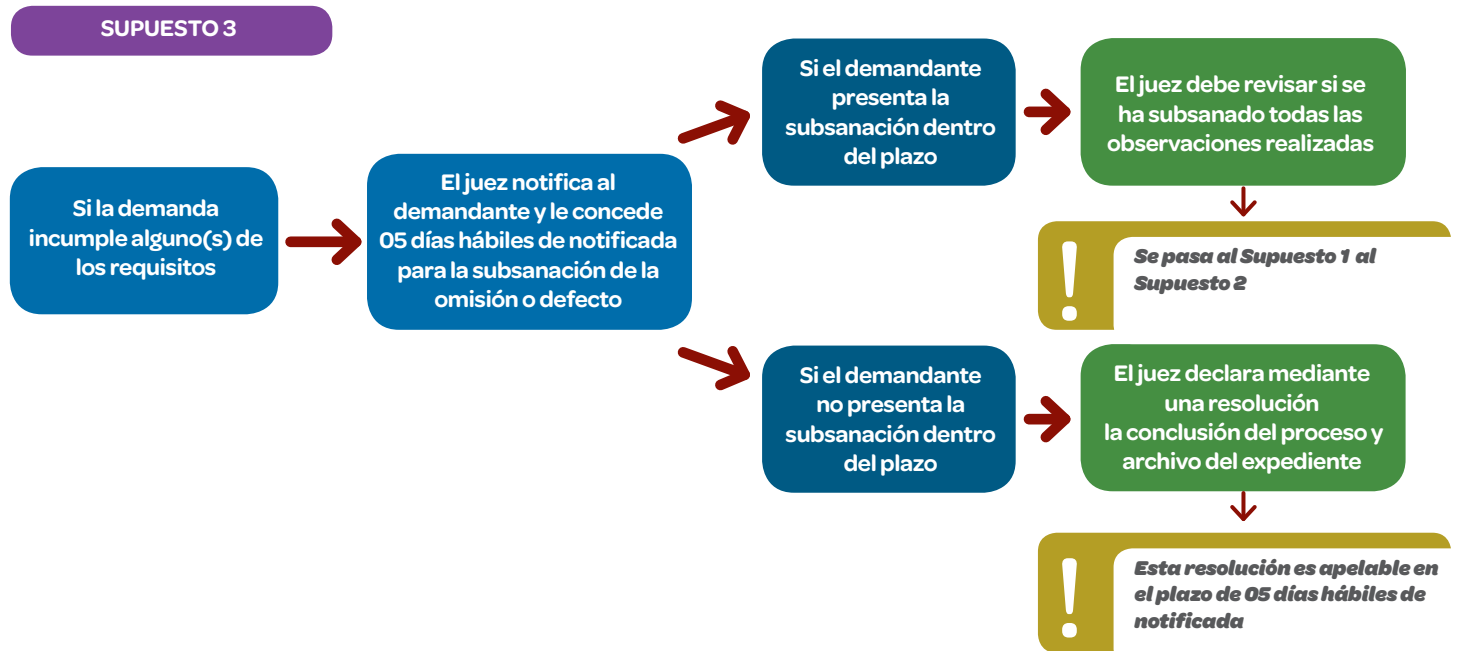 SUPUESTO 3
Si la demanda
incumple alguno(s) de
los requisitos
El juez notifica al
demandante y le concede
05 días hábiles de notificada
para la subsanación de la
omisión o defecto
Si el demandante
presenta la
subsanación dentro
del plazo
El juez debe revisar si se
ha subsanado todas las
observaciones realizadas
Se pasa al Supuesto 1 al
Supuesto 2
Si el demandante
no presenta la
subsanación dentro
del plazo
El juez declara mediante
una resolución
la conclusión del proceso y
archivo del expediente
Esta resolución es apelable en
el plazo de 05 días hábiles de
notificada